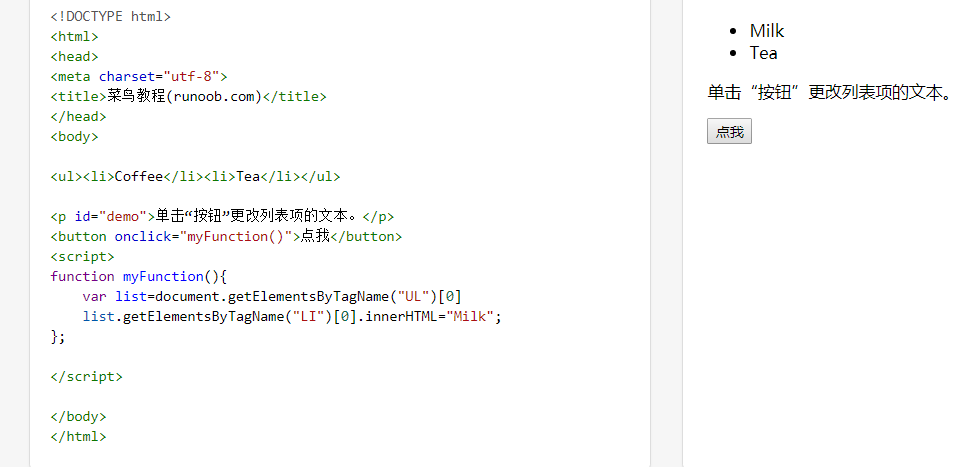 <!DOCTYPE html>
<html>
<head>
<meta charset="utf-8">
<title>菜鸟教程(runoob.com)</title>
</head>
<body>
<ul><li>Coffee</li><li>Tea</li></ul>
<p id="demo">单击“按钮”更改列表项的文本。</p>
<button onclick="myFunction()">点我</button>
<script>
function myFunction(){
    var list=document.getElementsByTagName("UL")[0]
    list.getElementsByTagName("LI")[0].innerHTML="Milk";
};
</script>
</body>
</html>
Milk
Tea
单击“按钮”更改列表项的文本。
点我